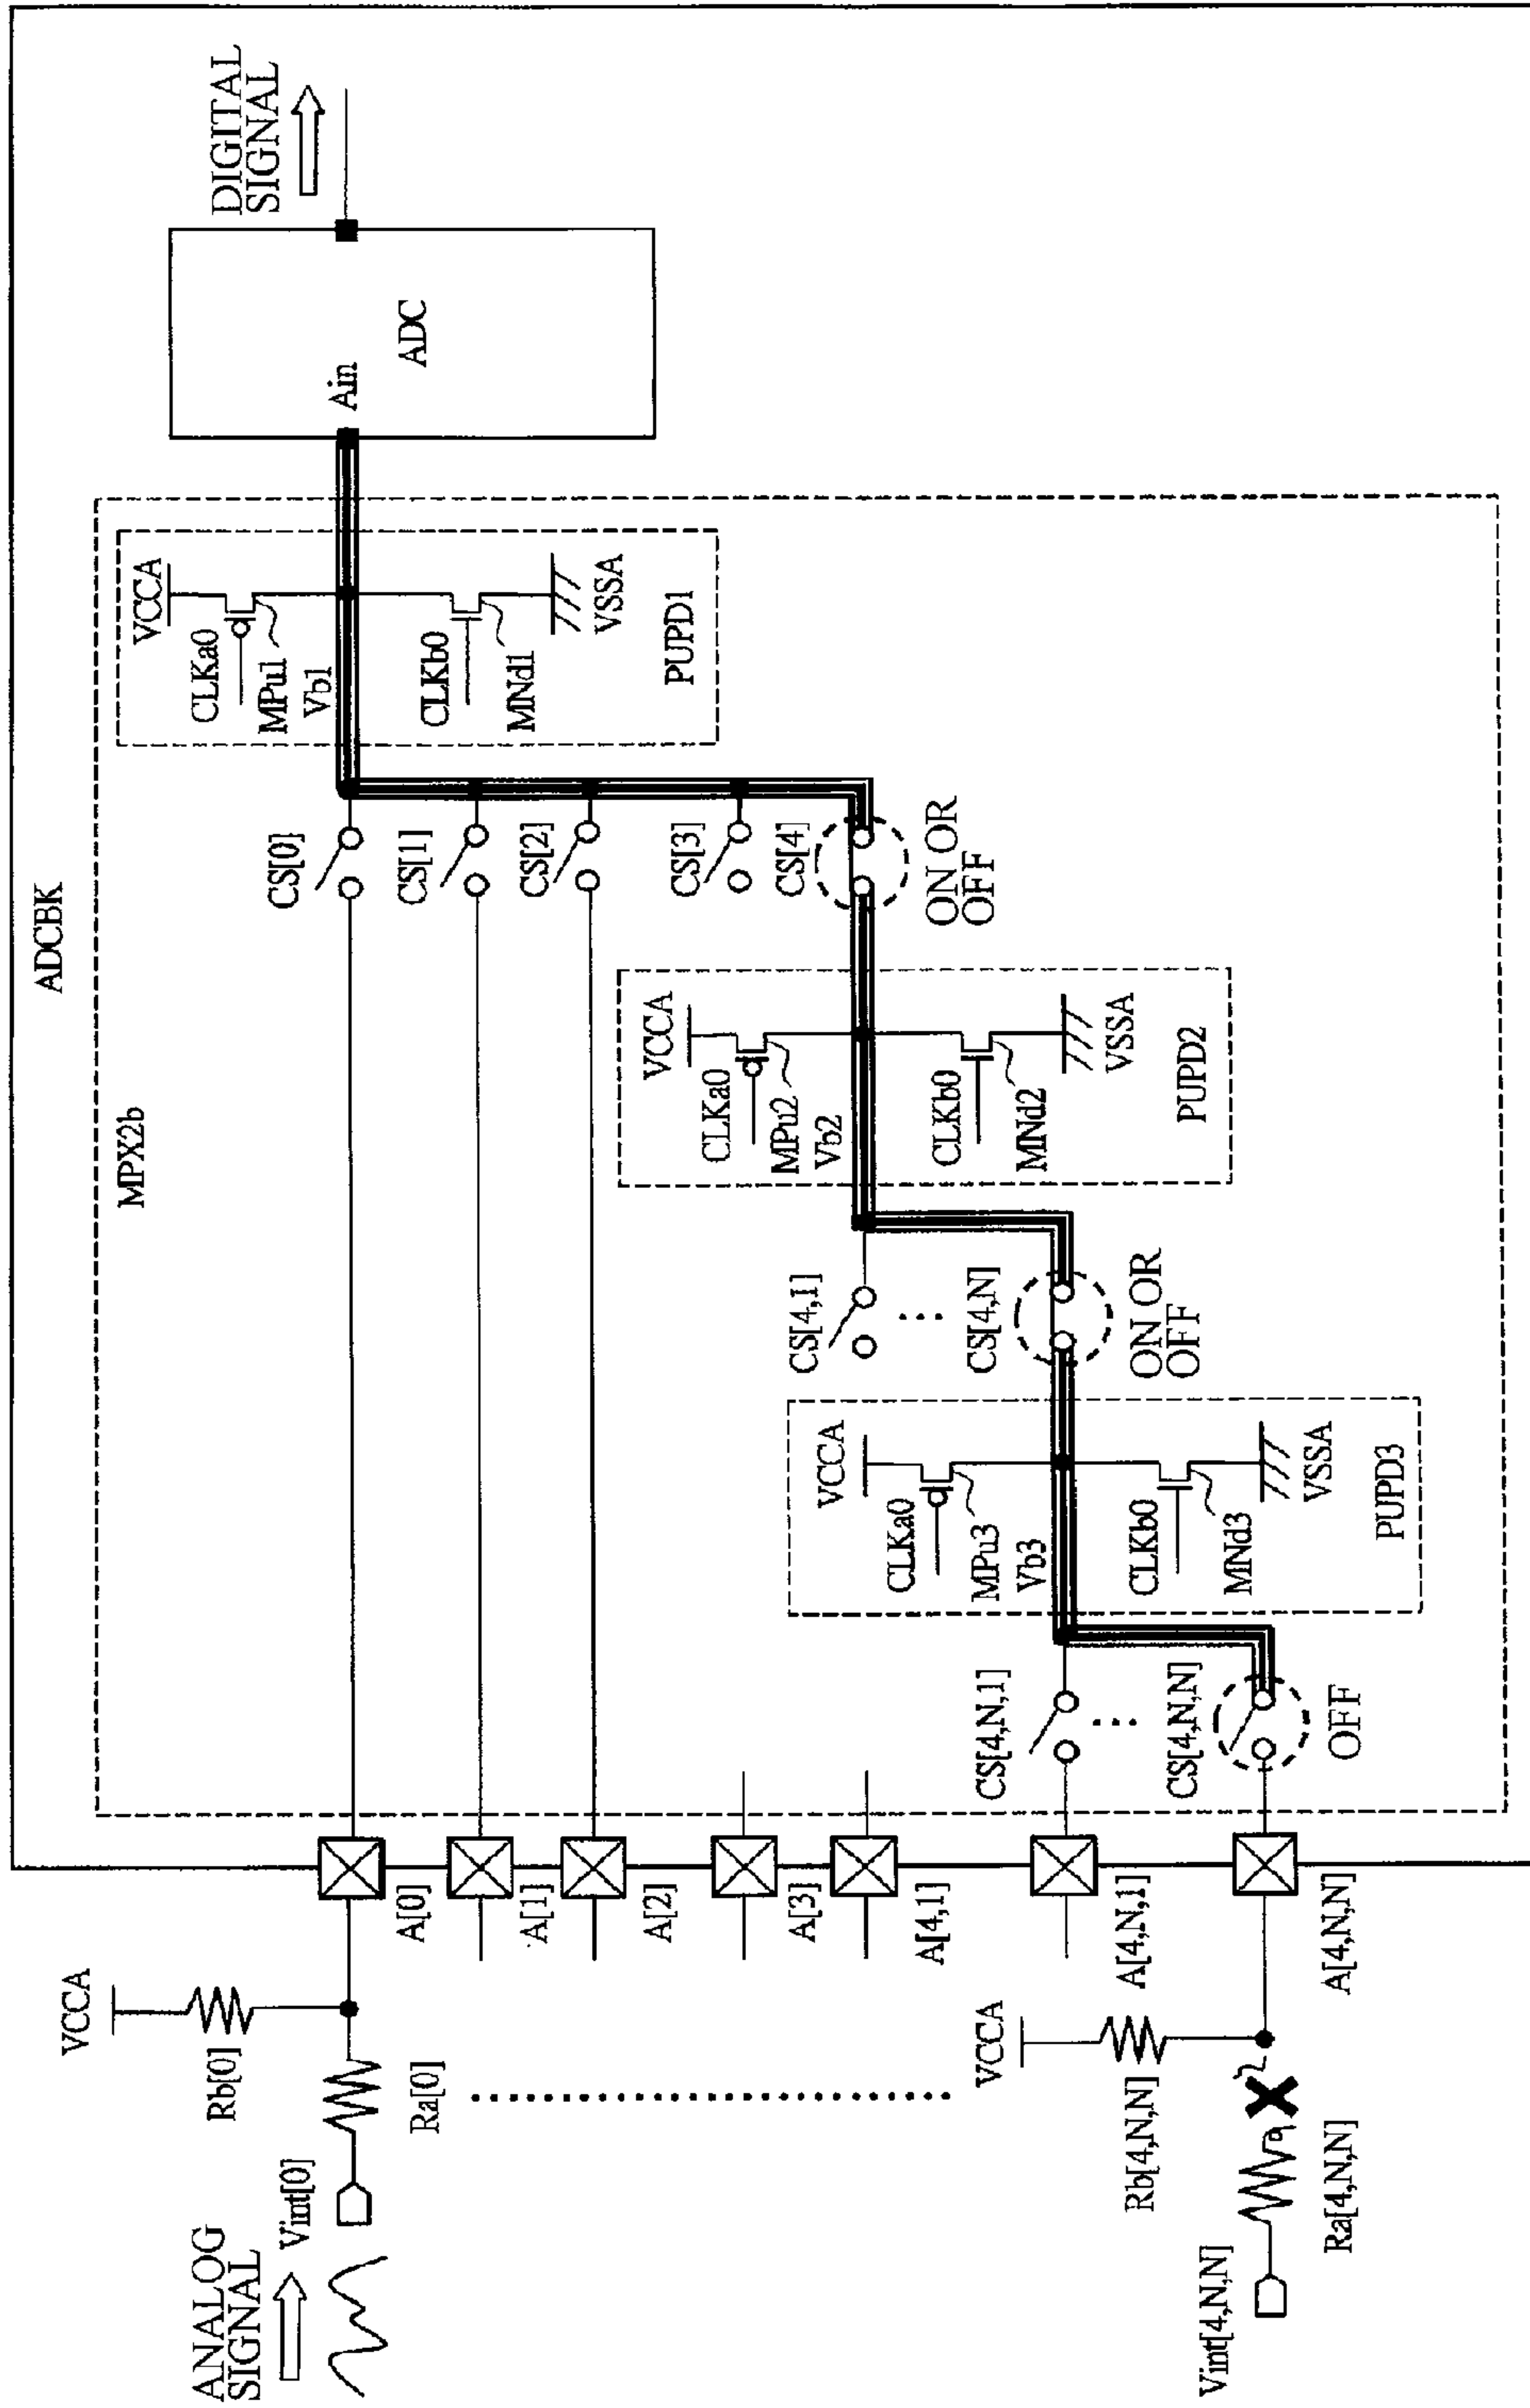 ADCBK
MPX2b
ANALOG
SIGNAL
Vint[0]
Ra[0]
Rb[0]
VCCA
A[0]
A[1]
A[2]
A[3]
A[4,1]
A[4,N,1]
A[4,N,N]
VCCA
Rb[4,N,N]
Ra[4,N,N]
Vint[4,N,N]
CS[4,N,1]
CS[4,N,N]
OFF
VCCA
CLKa0
MPu3
Vb3
CLKb0
MNd3
VSSA
PUPD3
CS[4,1]
CS[4,N]
ON OR
OFF
VCCA
CLKa0
MPu2
Vb2
CLKb0
MNd2
VSSA
PUPD2
CS[0]
CS[1]
CS[2]
CS[3]
CS[4]
ON OR
OFF
VCCA
CLKa0
MPu1
Vb1
CLKb0
MNd1
VSSA
PUPD1
Ain
ADC
DIGITAL
SIGNAL